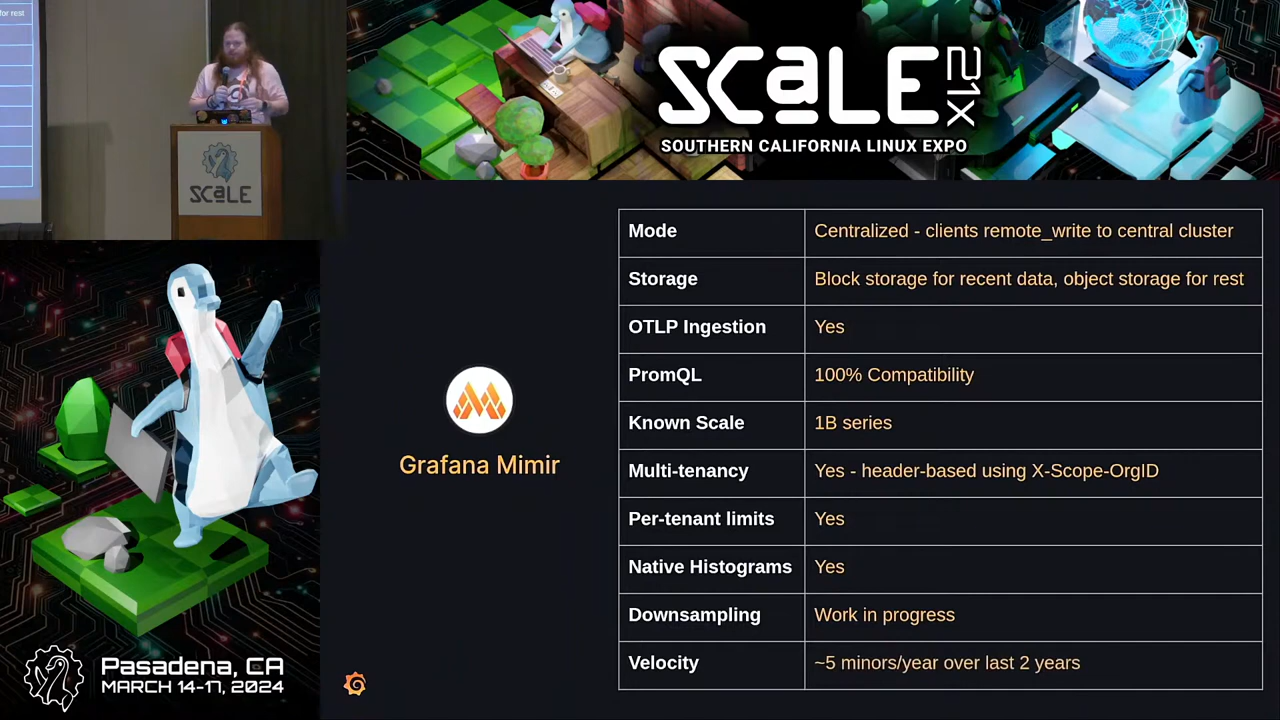 for rest
SCaLE
SCaLE 21X
SOUTHERN CALIFORNIA LINUX EXPO
Mode Centralized - clients remote_write to central cluster
Storage Block storage for recent data, object storage for rest
OTLP Ingestion Yes
PromQL 100% Compatibility
Known Scale 1B series
Multi-tenancy Yes - header-based using X-Scope-OrgID
Per-tenant limits Yes
Native Histograms Yes
Downsampling Work in progress
Velocity ~5 minors/year over last 2 years
Grafana Mimir
Pasadena, CA
MARCH 14-17, 2024